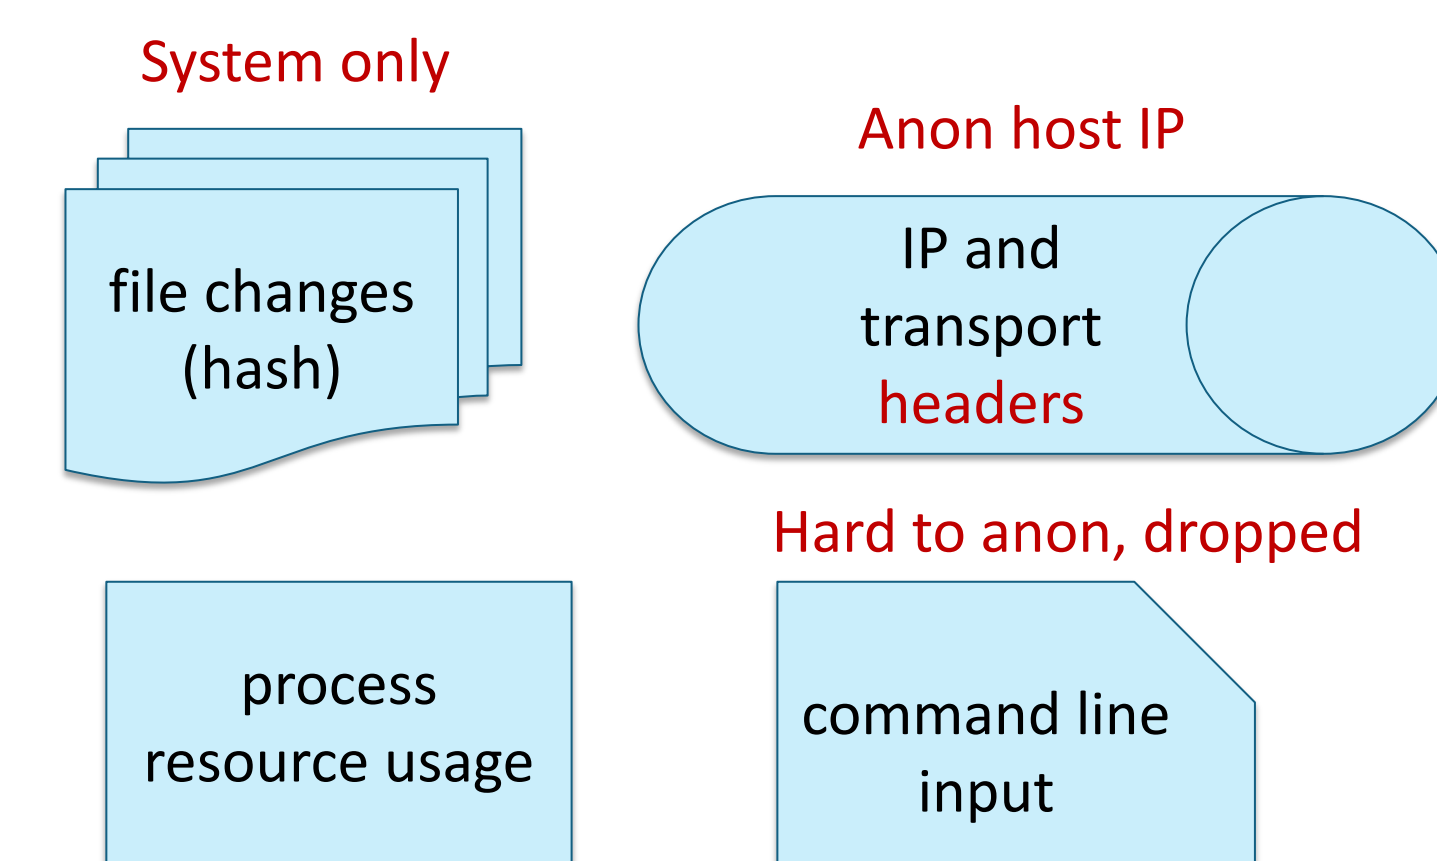 System only
file changes
(hash)
Anon host IP
IP and
transport
headers
process
resource usage
Hard to anon, dropped
command line
input